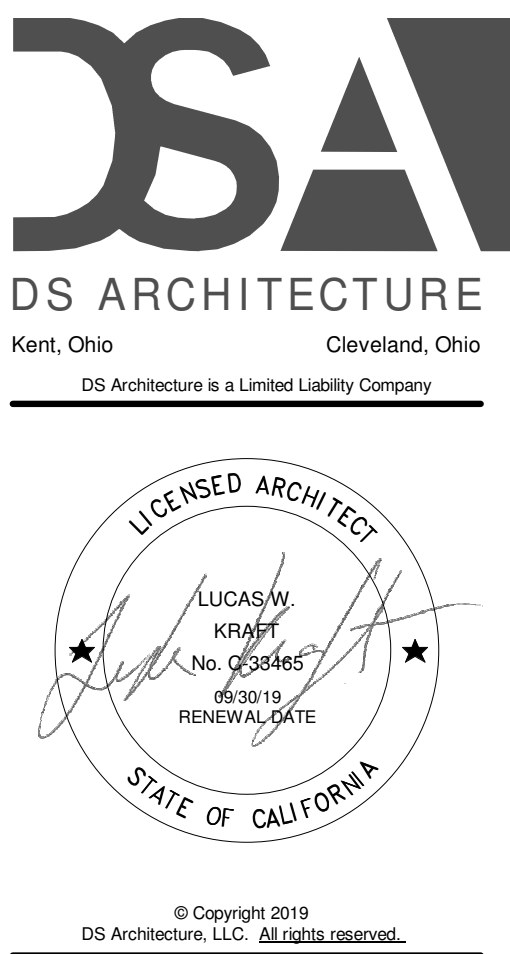 DSA
DS ARCHITECTURE
Kent, Ohio Cleveland, Ohio
DS Architecture is a Limited Liability Company
LICENSED ARCHITECT
LUCAS W.
KRAFT
No. C-33465
09/30/19
RENEWAL DATE
STATE OF CALIFORNIA
© Copyright 2019
DS Architecture, LLC. All rights reserved.